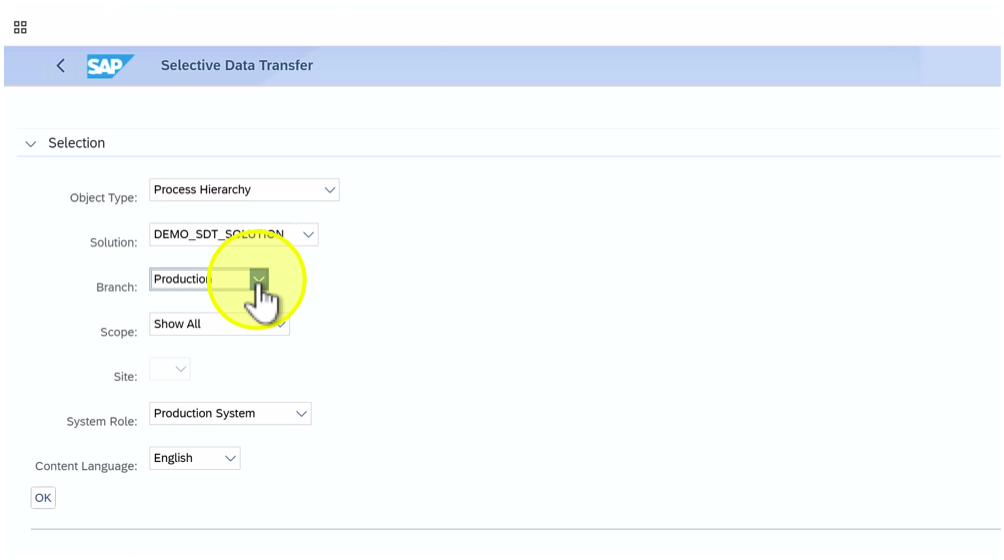 SAP Selective Data Transfer
Selection
Object Type: Process Hierarchy
Solution: DEMO_SDT_SOLUTION
Branch: Production
Scope: Show All
Site:
System Role: Production System
Content Language: English
OK